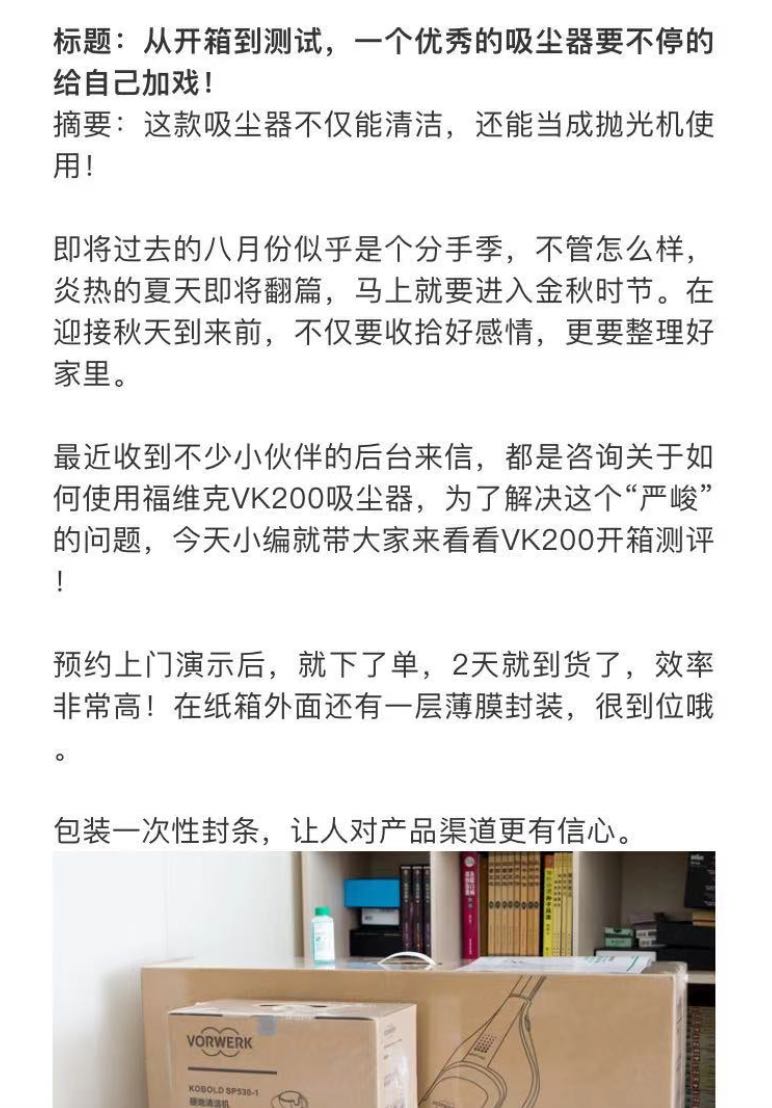 标题：从开箱到测试，一个优秀的吸尘器要不停的
给自己加戏！
摘要：这款吸尘器不仅能清洁，还能当成抛光机使
用！
即将过去的八月份似乎是个分手季，不管怎么样，
炎热的夏天即将翻篇，马上就要进入金秋时节。在
迎接秋天到来前，不仅要收拾好感情，更要整理好
家里。
最近收到不少小伙伴的后台来信，都是咨询关于如
何使用福维克VK200吸尘器，为了解决这个“严峻”
的问题，今天小编就带大家来看看VK200开箱测评
！
预约上门演示后，就下了单，2天就到货了，效率
非常高！在纸箱外面还有一层薄膜封装，很到位哦
。
包装一次性封条，让人对产品渠道更有信心。
VORWERK
KOBOLD SP530-1
硬地清洁机